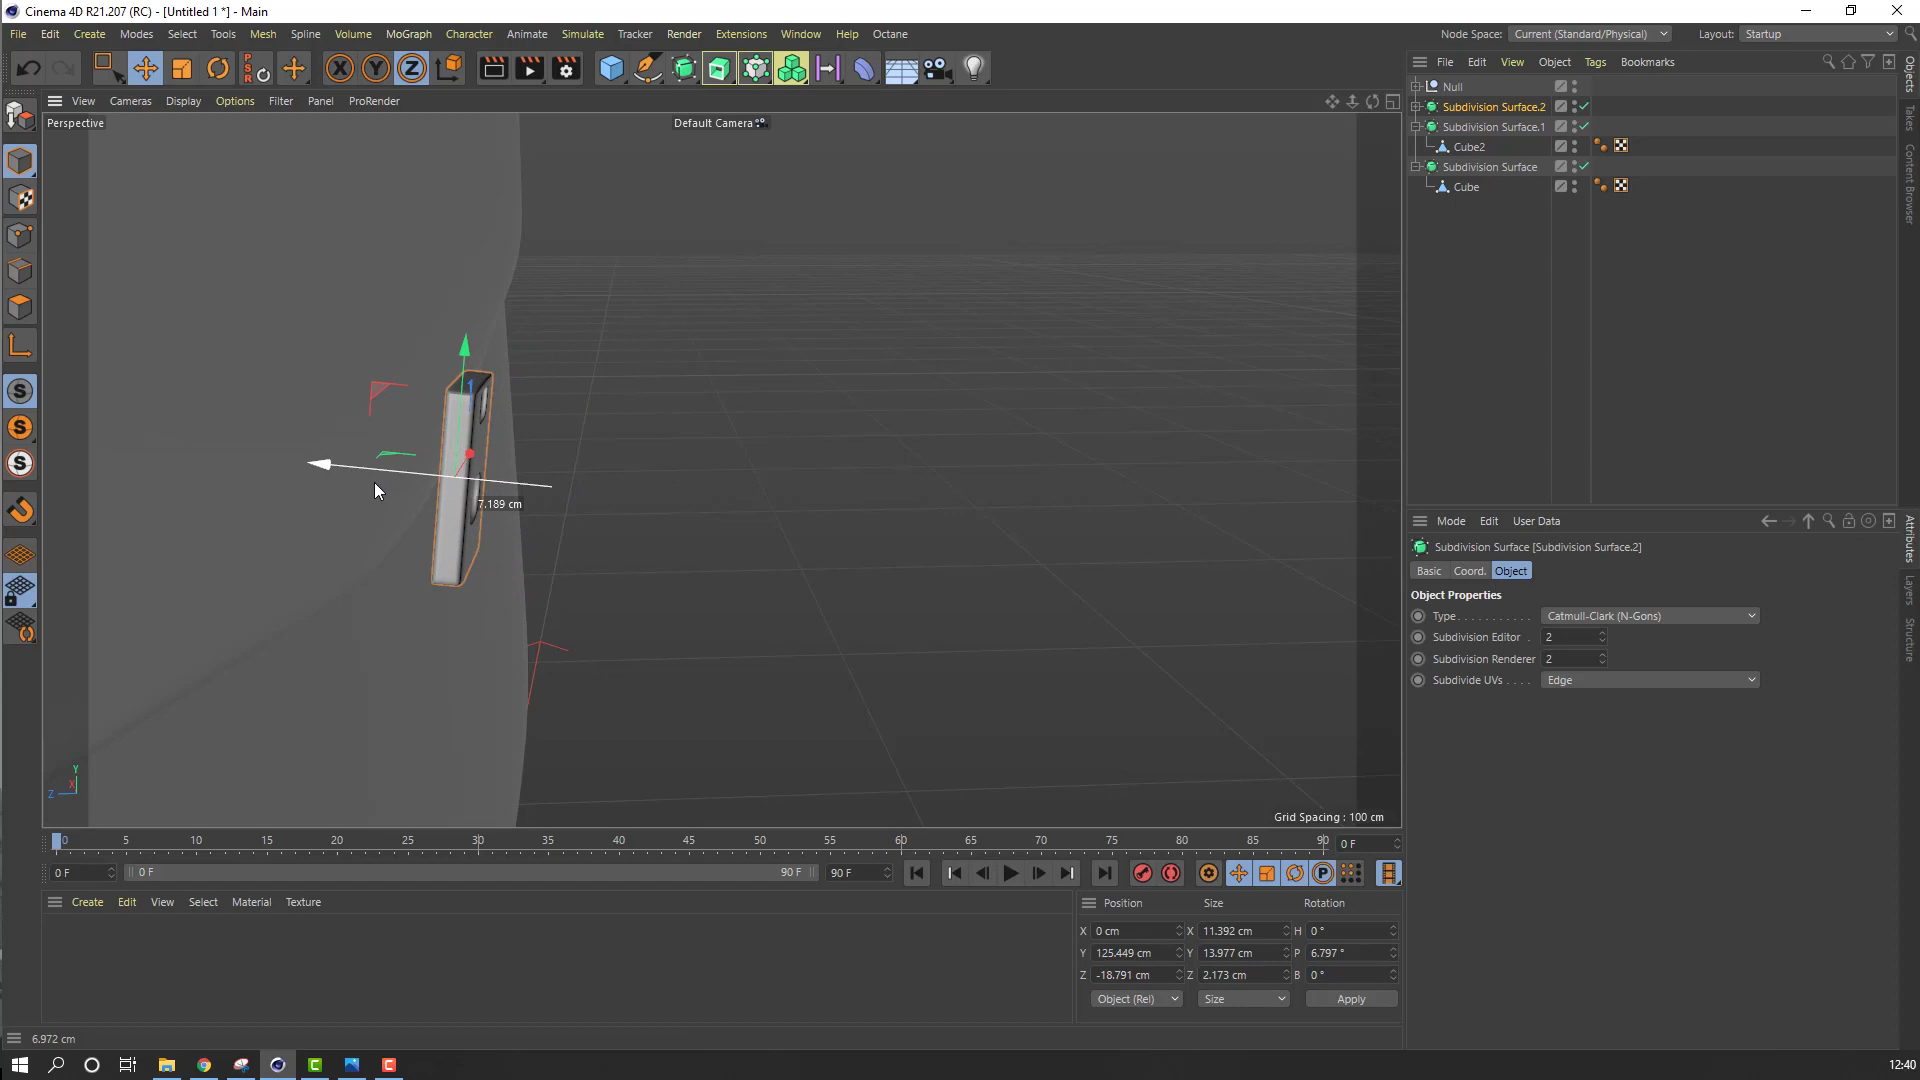 Cinema 4D R21.207 (RC) - [Untitled 1 *] - Main
File Edit Create Modes Select Tools Mesh Spline Volume MoGraph Character Animate Simulate Tracker Render Extensions Window Help Octane
Node Space: Current (Standard/Physical) Layout: Startup
P S R
X Y Z
File Edit View Object Tags Bookmarks
View Cameras Display Options Filter Panel ProRender
Perspective
Default Camera
Null
Subdivision Surface.2
Subdivision Surface.1
Cube2
Subdivision Surface
Cube
Objects
Takes
Content Browser
S
S
S
7.189 cm
Mode Edit User Data
Subdivision Surface [Subdivision Surface.2]
Basic Coord. Object
Object Properties
Type . . . . . . . . . . . Catmull-Clark (N-Gons)
Subdivision Editor . 2
Subdivision Renderer 2
Subdivide UVs . . . . Edge
Attributes
Layers
Structure
Y
X
Z
Grid Spacing : 100 cm
0 5 10 15 20 25 30 35 40 45 50 55 60 65 70 75 80 85 90 0 F
0 F 0 F 90 F 90 F
P
Create Edit View Select Material Texture
Position Size Rotation
X 0 cm X 11.392 cm H 0 °
Y 125.449 cm Y 13.977 cm P 6.797 °
Z -18.791 cm Z 2.173 cm B 0 °
Object (Rel) Size Apply
6.972 cm
12:40